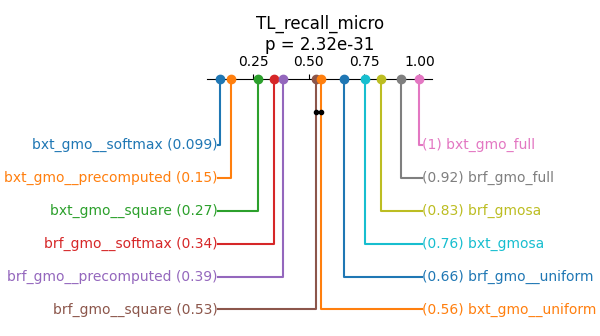 TL_recall_micro
p = 2.32e-31
0.25 0.50 0.75 1.00
bxt_gmo__softmax (0.099)
(1) bxt_gmo_full
bxt_gmo__precomputed (0.15)
(0.92) brf_gmo_full
bxt_gmo__square (0.27)
(0.83) brf_gmosa
brf_gmo__softmax (0.34)
(0.76) bxt_gmosa
brf_gmo__precomputed (0.39)
(0.66) brf_gmo__uniform
brf_gmo__square (0.53)
(0.56) bxt_gmo__uniform